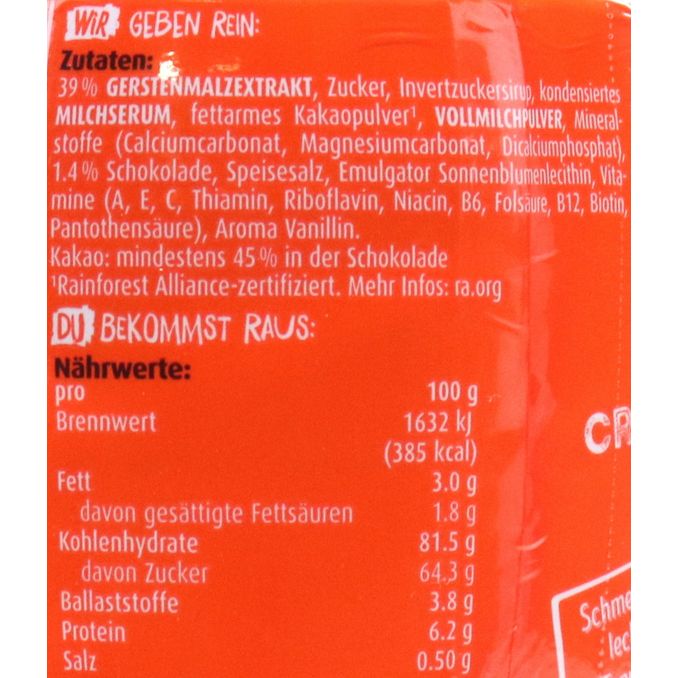 WIR GEBEN REIN:
Zutaten:
39 % GERSTENMALZEXTRAKT, Zucker, Invertzuckersirup, kondensiertes
MILCHSERUM, fettarmes Kakaopulver¹, VOLLMILCHPULVER, Mineral-
stoffe (Calciumcarbonat, Magnesiumcarbonat, Dicalciumphosphat),
1.4 % Schokolade, Speisesalz, Emulgator Sonnenblumenlecithin, Vita-
mine (A, E, C, Thiamin, Riboflavin, Niacin, B6, Folsäure, B12, Biotin,
Pantothensäure), Aroma Vanillin.
Kakao: mindestens 45 % in der Schokolade
¹Rainforest Alliance-zertifiziert. Mehr Infos: ra.org
DU BEKOMMST RAUS:
Nährwerte:
pro 100 g
Brennwert 1632 kJ
(385 kcal)
Fett 3.0 g
davon gesättigte Fettsäuren 1.8 g
Kohlenhydrate 81.5 g
davon Zucker 64.3 g
Ballaststoffe 3.8 g
Protein 6.2 g
Salz 0.50 g
CR
Schme
lec